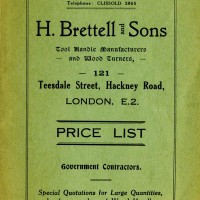 Telephone: CLISSOLD 2864
H. Brettell and Sons
Tool Handle Manufacturers
and Wood Turners,
— 121 —
Teesdale Street, Hackney Road,
LONDON, E.2.
PRICE LIST
Government Contractors.
Special Quotations for Large Quantities,